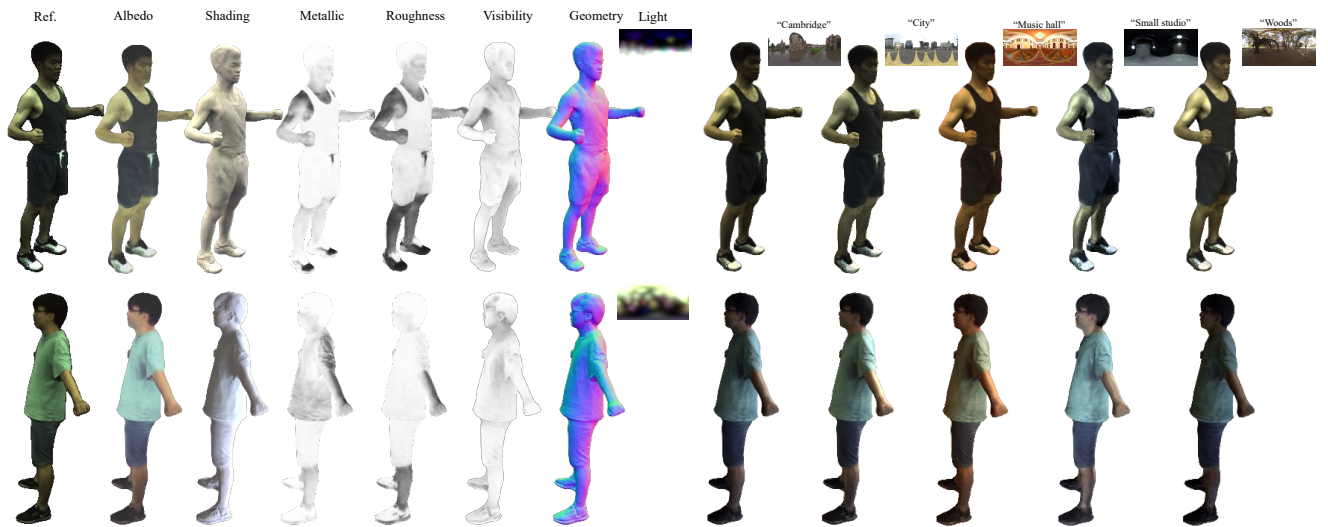 Ref. Albedo Shading Metallic Roughness Visibility Geometry Light
“Cambridge” “City” “Music hall” “Small studio” “Woods”